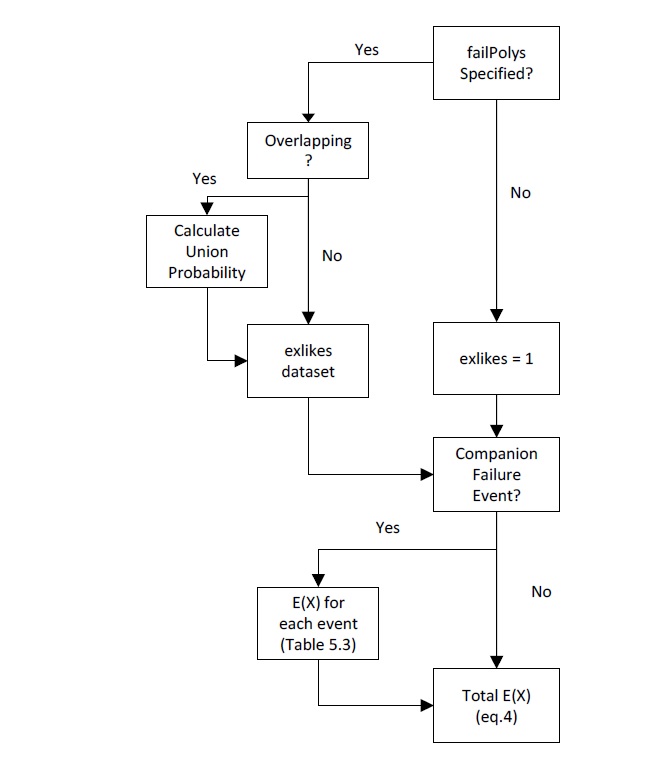 failPolys
Specified?
Yes
Overlapping
?
Yes
No
Calculate
Union
Probability
No
exlikes
dataset
exlikes = 1
Companion
Failure
Event?
Yes
No
E(X) for
each event
(Table 5.3)
Total E(X)
(eq.4)